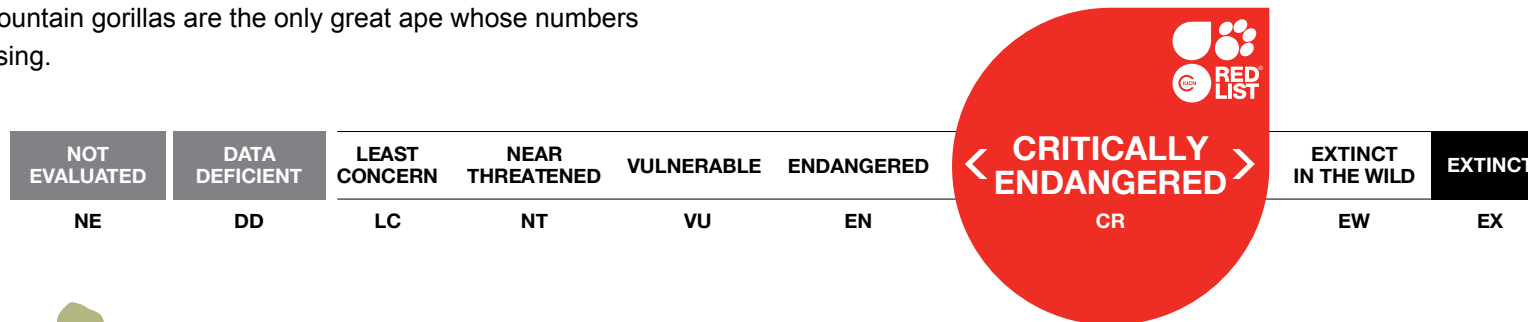 ountain gorillas are the only great ape whose numbers
sing.
IUCN
RED
LIST
NOT
EVALUATED
DATA
DEFICIENT
LEAST
CONCERN
NEAR
THREATENED
VULNERABLE
ENDANGERED
< CRITICALLY >
ENDANGERED
EXTINCT
IN THE WILD
EXTINCT
NE DD LC NT VU EN CR EW EX